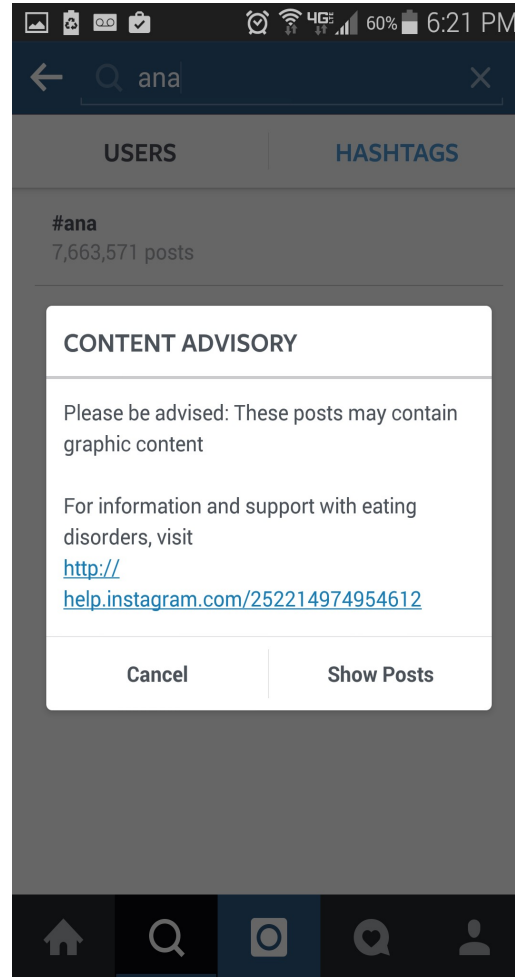 4GE 60% 6:21 PM
ana
USERS HASHTAGS
#ana
7,663,571 posts
CONTENT ADVISORY
Please be advised: These posts may contain
graphic content
For information and support with eating
disorders, visit
http://
help.instagram.com/252214974954612
Cancel Show Posts